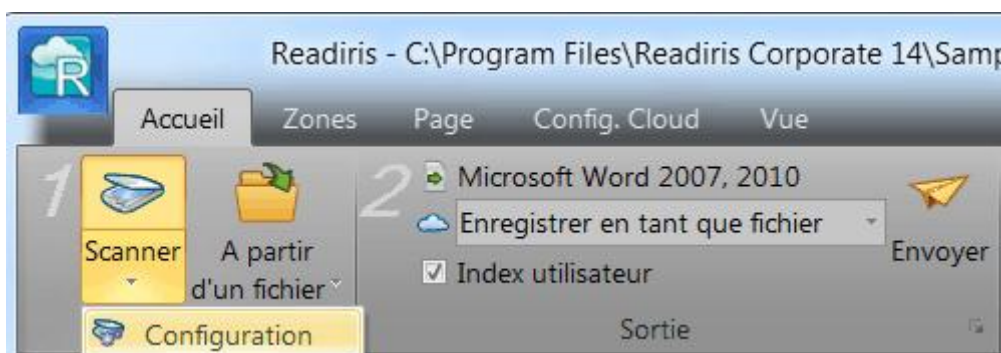 Readiris - C:\Program Files\Readiris Corporate 14\Samp
R
Accueil Zones Page Config. Cloud Vue
1
Scanner
A partir
d'un fichier
Configuration
2
Microsoft Word 2007, 2010
Enregistrer en tant que fichier
Index utilisateur
Envoyer
Sortie